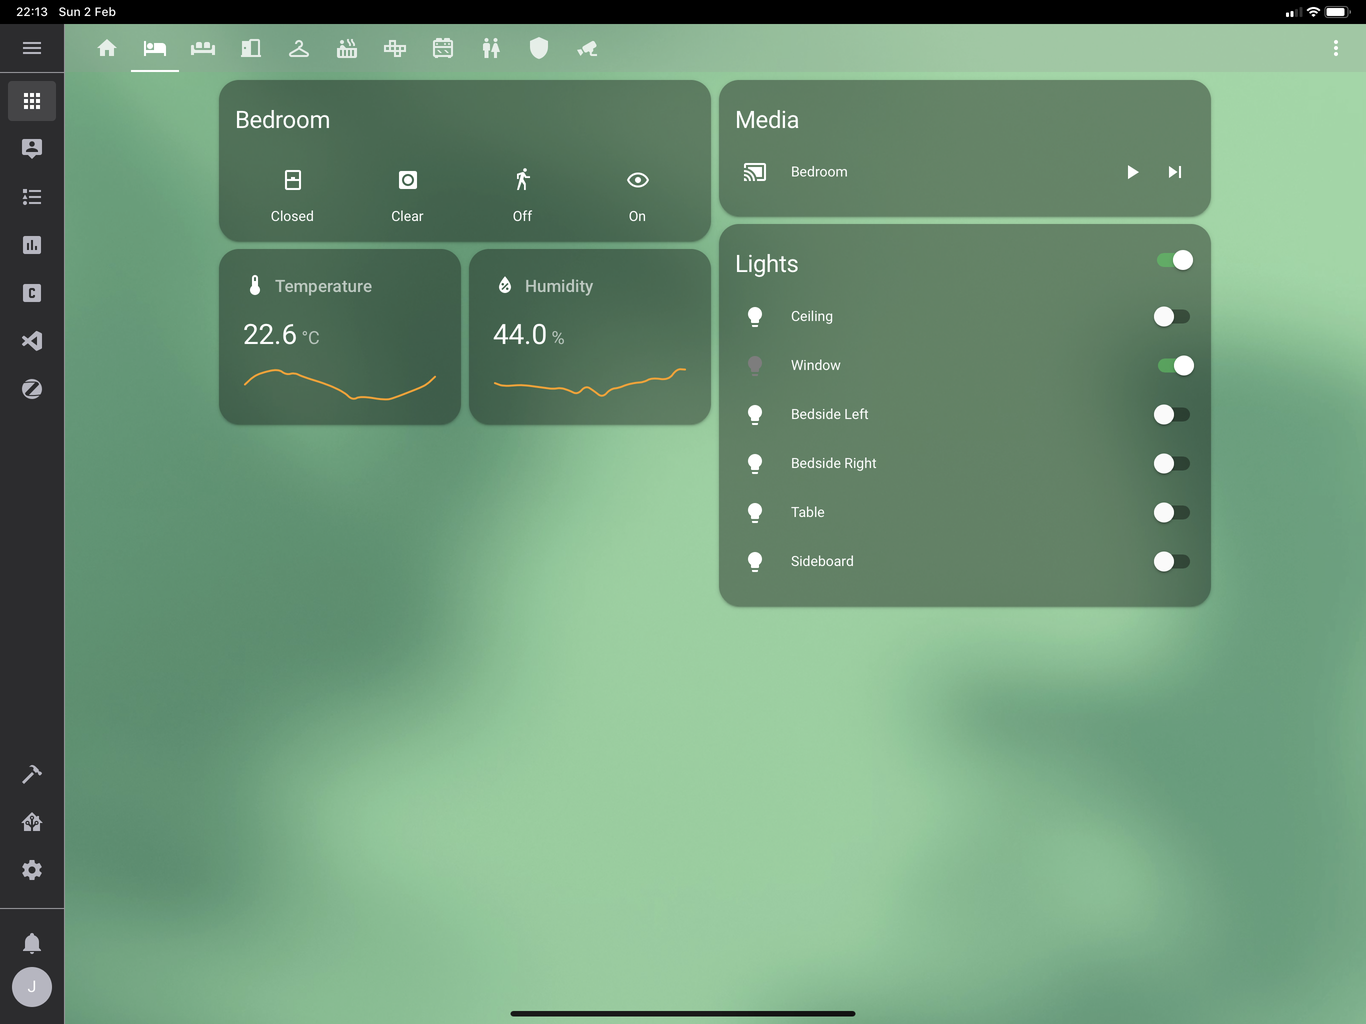 22:13 Sun 2 Feb
C
J
Bedroom
Closed Clear Off On
Temperature
22.6 °C
Humidity
44.0 %
Media
Bedroom
Lights
Ceiling
Window
Bedside Left
Bedside Right
Table
Sideboard